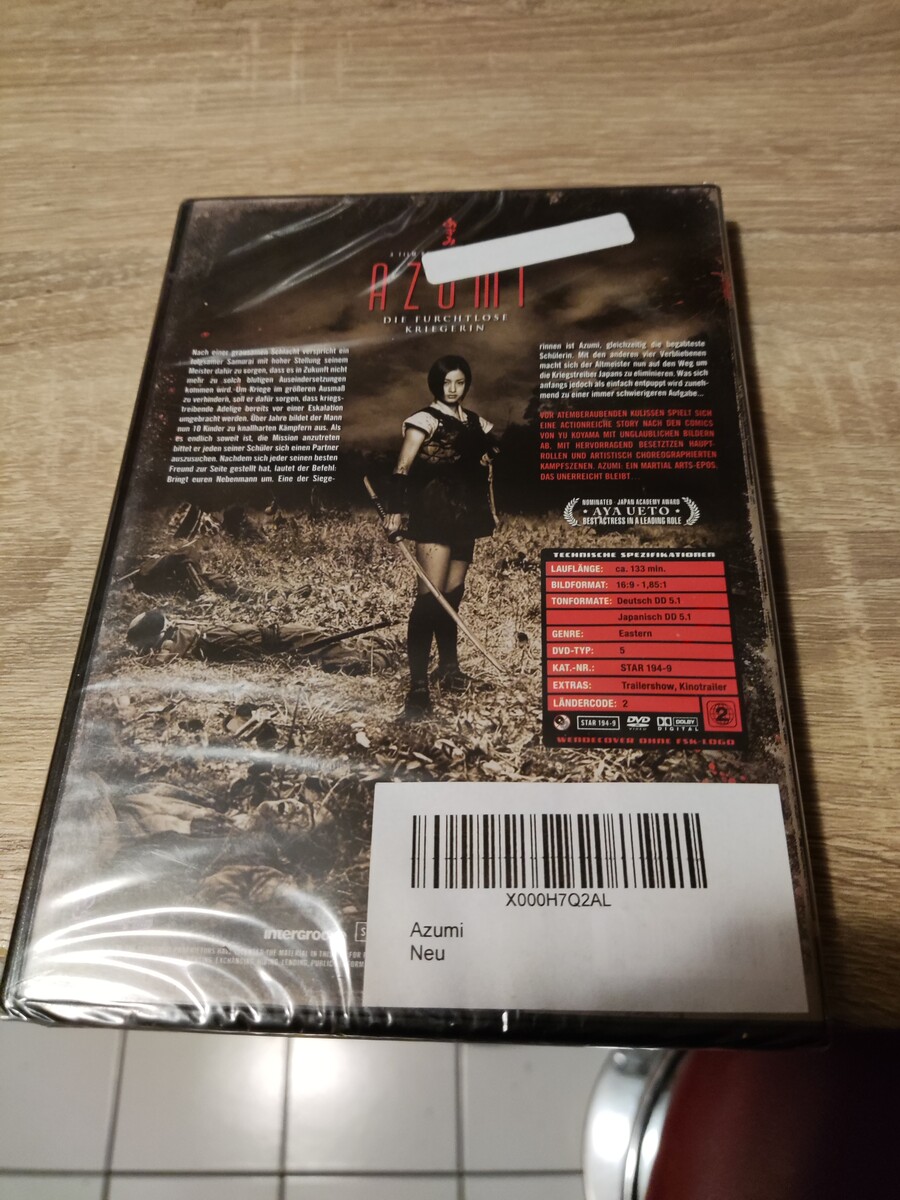 A FILM
AZUMI
DIE FURCHTLOSE
KRIEGERIN
Nach einer grausamen Schlacht verspricht ein
folgsamer Samurai mit hoher Stellung seinem
Meister dafür zu sorgen, dass es in Zukunft nicht
mehr zu solch blutigen Auseinandersetzungen
kommen wird. Um Kriege im größeren Ausmaß
zu verhindern, soll er dafür sorgen, dass kriegs-
treibende Adelige bereits vor einer Eskalation
umgebracht werden. Über Jahre bildet der Mann
nun 10 Kinder zu knallharten Kämpfern aus. Als
es endlich soweit ist, die Mission anzutreten
bittet er jeden seiner Schüler sich einen Partner
auszusuchen. Nachdem sich jeder seinen besten
Freund zur Seite gestellt hat, lautet der Befehl:
Bringt euren Nebenmann um. Eine der Siege-
rinnen ist Azumi, gleichzeitig die begabteste
Schülerin. Mit den anderen vier Verbliebenen
macht sich der Altmeister nun auf den Weg um
die Kriegstreiber Japans zu eliminieren. Was sich
anfangs jedoch als einfach entpuppt wird zuneh-
mend zu einer immer schwierigeren Aufgabe...
VOR ATEMBERAUBENDEN KULISSEN SPIELT SICH
EINE ACTIONREICHE STORY NACH DEN COMICS
VON YU KOYAMA MIT UNGLAUBLICHEN BILDERN
AB. MIT HERVORRAGEND BESETZTEN HAUPT-
ROLLEN UND ARTISTISCH CHOREOGRAPHIERTEN
KAMPFSZENEN. AZUMI. EIN MARTIAL ARTS-EPOS,
DAS UNERREICHT BLEIBT...
NOMINATED - JAPAN ACADEMY AWARD
• AYA UETO •
BEST ACTRESS IN A LEADING ROLE
TECHNISCHE SPEZIFIKATIONEN
LAUFLÄNGE: ca. 133 min.
BILDFORMAT: 16:9 - 1,85:1
TONFORMATE: Deutsch DD 5.1
Japanisch DD 5.1
GENRE: Eastern
DVD-TYP: 5
KAT.-NR.: STAR 194-9
EXTRAS: Trailershow, Kinotrailer
LÄNDERCODE: 2
2
STAR 194-9 DVD VIDEO DOLBY DIGITAL
WENDECOVER OHNE FSK-LOGO
X000H7Q2AL
Azumi
Neu
intergroo